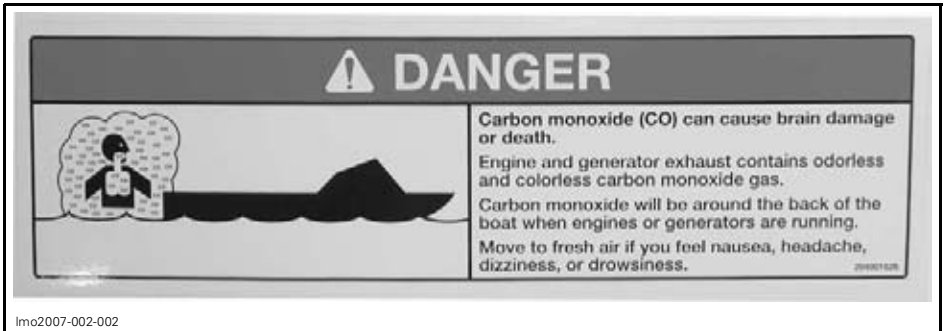 DANGER
Carbon monoxide (CO) can cause brain damage
or death.
Engine and generator exhaust contains odorless
and colorless carbon monoxide gas.
Carbon monoxide will be around the back of the
boat when engines or generators are running.
Move to fresh air if you feel nausea, headache,
dizziness, or drowsiness.
lmo2007-002-002